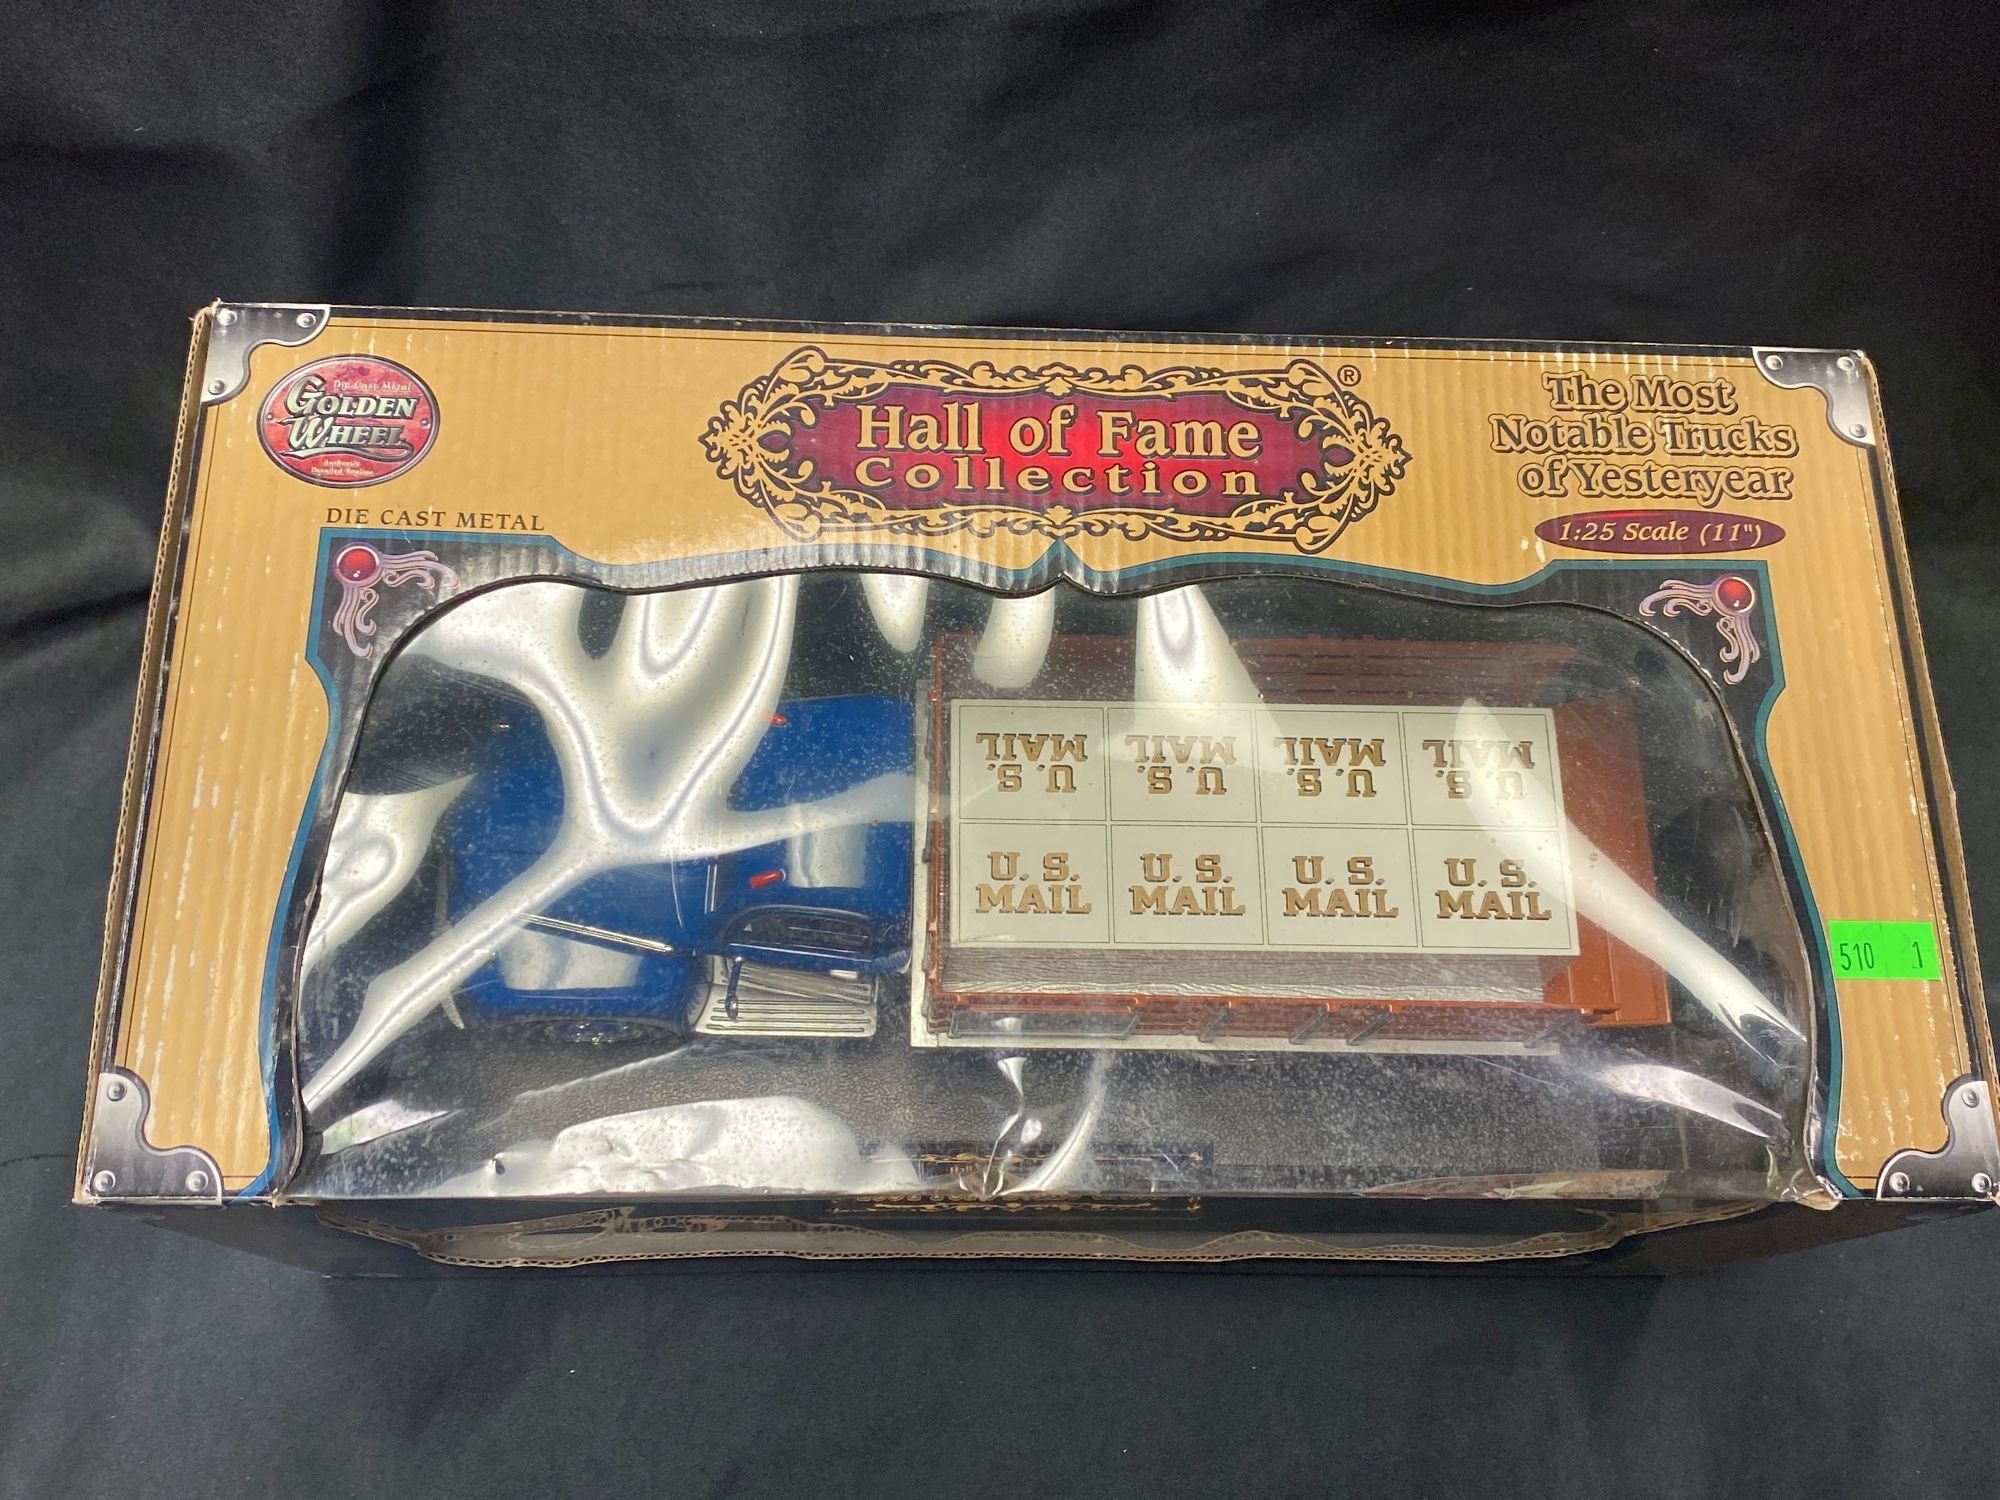 Die Cast Metal
GOLDEN
WHEEL
Authentic
Detailed Replica
DIE CAST METAL
Hall of Fame
Collection
®
The Most
Notable Trucks
of Yesteryear
1:25 Scale (11")
U.S.
MAIL
U.S.
MAIL
U.S.
MAIL
U.S.
MAIL
U.S.
MAIL
U.S.
MAIL
U.S.
MAIL
U.S.
MAIL
510 1